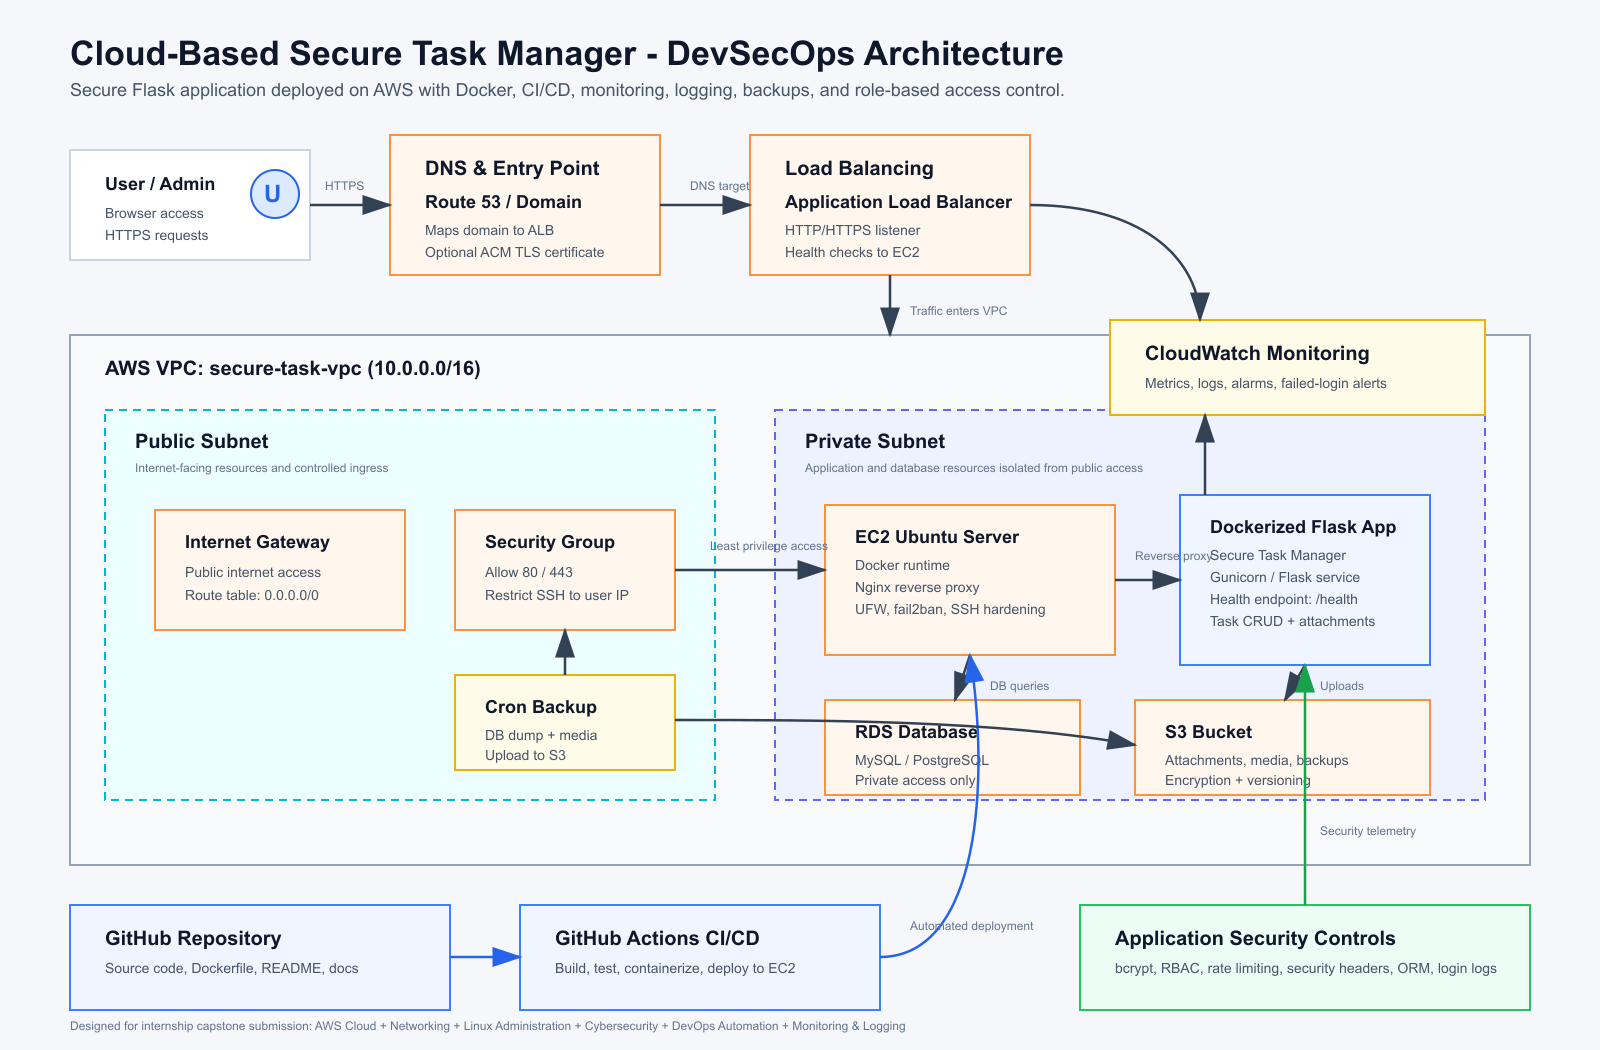 Cloud-Based Secure Task Manager - DevSecOps Architecture
Secure Flask application deployed on AWS with Docker, CI/CD, monitoring, logging, backups, and role-based access control.
User / Admin
Browser access
HTTPS requests
U
HTTPS
DNS & Entry Point
Route 53 / Domain
Maps domain to ALB
Optional ACM TLS certificate
DNS target
Load Balancing
Application Load Balancer
HTTP/HTTPS listener
Health checks to EC2
Traffic enters VPC
CloudWatch Monitoring
Metrics, logs, alarms, failed-login alerts
AWS VPC: secure-task-vpc (10.0.0.0/16)
Public Subnet
Internet-facing resources and controlled ingress
Internet Gateway
Public internet access
Route table: 0.0.0.0/0
Security Group
Allow 80 / 443
Restrict SSH to user IP
Cron Backup
DB dump + media
Upload to S3
Least privilege access
Private Subnet
Application and database resources isolated from public access
EC2 Ubuntu Server
Docker runtime
Nginx reverse proxy
UFW, fail2ban, SSH hardening
Reverse proxy
Dockerized Flask App
Secure Task Manager
Gunicorn / Flask service
Health endpoint: /health
Task CRUD + attachments
DB queries
Uploads
RDS Database
MySQL / PostgreSQL
Private access only
S3 Bucket
Attachments, media, backups
Encryption + versioning
Security telemetry
GitHub Repository
Source code, Dockerfile, README, docs
GitHub Actions CI/CD
Build, test, containerize, deploy to EC2
Automated deployment
Application Security Controls
bcrypt, RBAC, rate limiting, security headers, ORM, login logs
Designed for internship capstone submission: AWS Cloud + Networking + Linux Administration + Cybersecurity + DevOps Automation + Monitoring & Logging